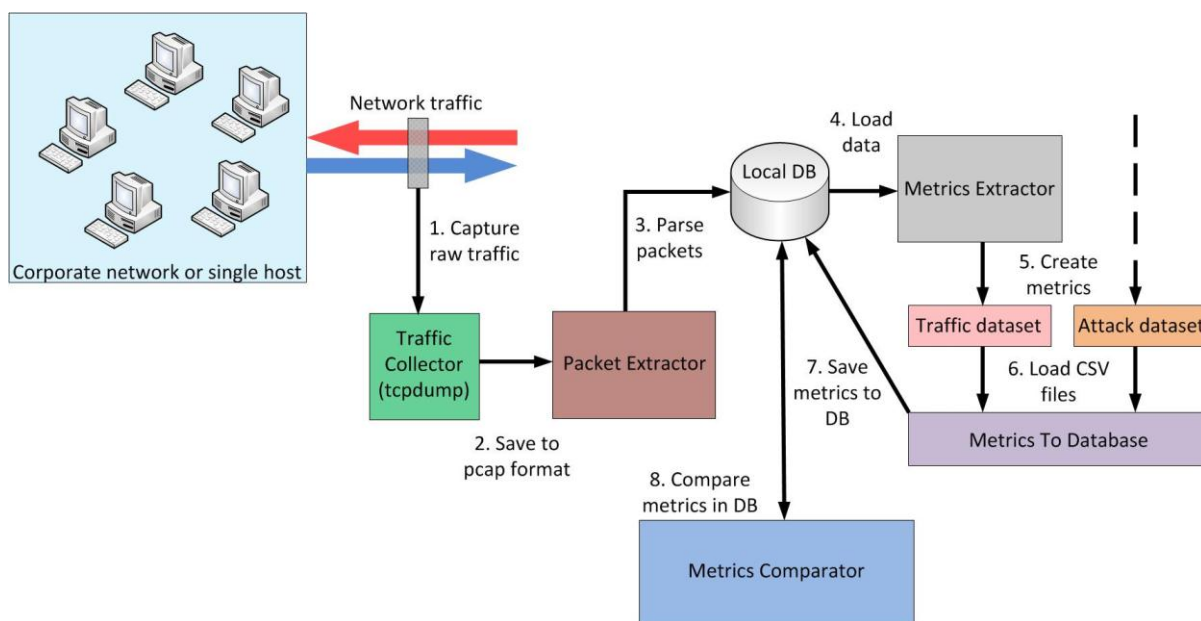 Network traffic
Corporate network or single host
1. Capture
raw traffic
Traffic
Collector
(tcpdump)
2. Save to
pcap format
Packet Extractor
3. Parse
packets
Local DB
4. Load
data
Metrics Extractor
5. Create
metrics
Traffic dataset
Attack dataset
6. Load CSV
files
Metrics To Database
7. Save
metrics to
DB
8. Compare
metrics in DB
Metrics Comparator